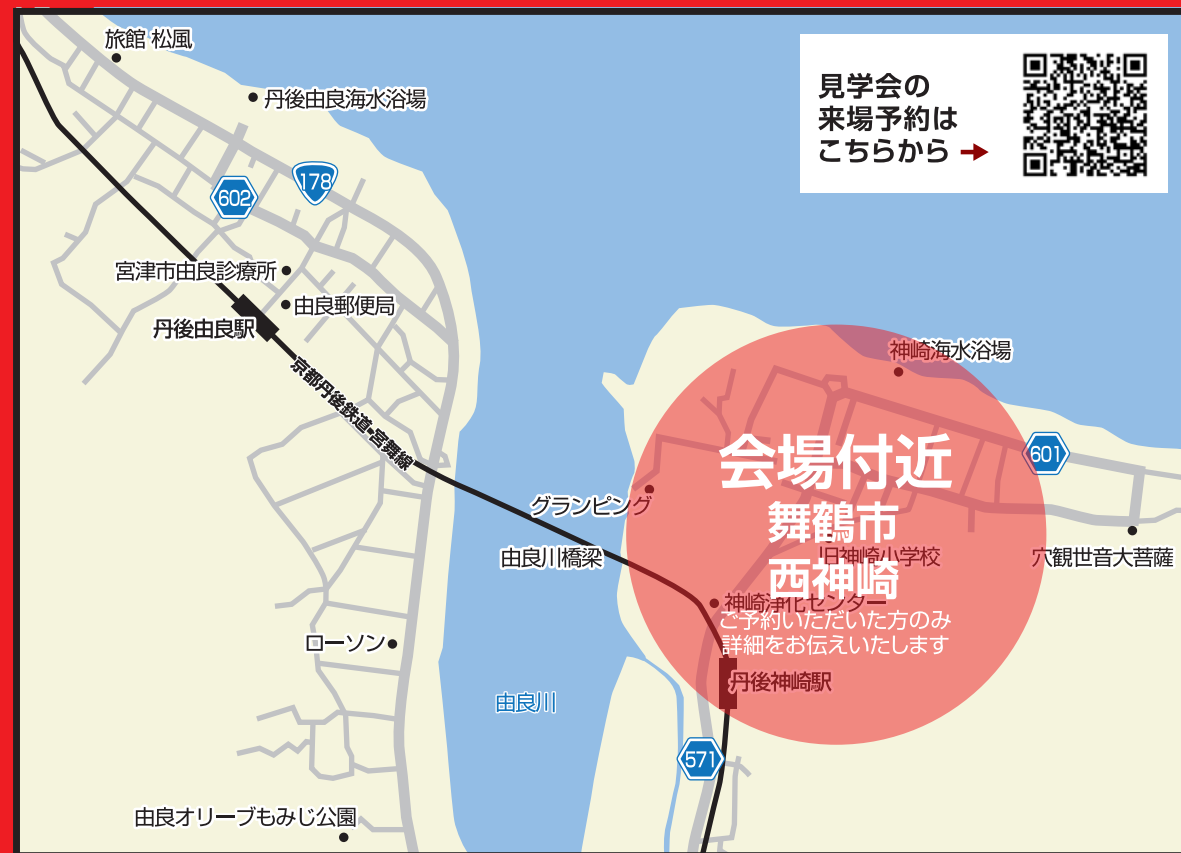 旅館 松風
丹後由良海水浴場
見学会の
来場予約は
こちらから
178
602
宮津市由良診療所
由良郵便局
丹後由良駅
京都丹後鉄道・宮舞線
神崎海水浴場
会場付近
601
グランピング
舞鶴市
由良川橋梁
旧神崎小学校
穴観世音大菩薩
西神崎
神崎浄化センター
ご予約いただいた方のみ
詳細をお伝えいたします
ローソン
丹後神崎駅
由良川
571
由良オリーブもみじ公園